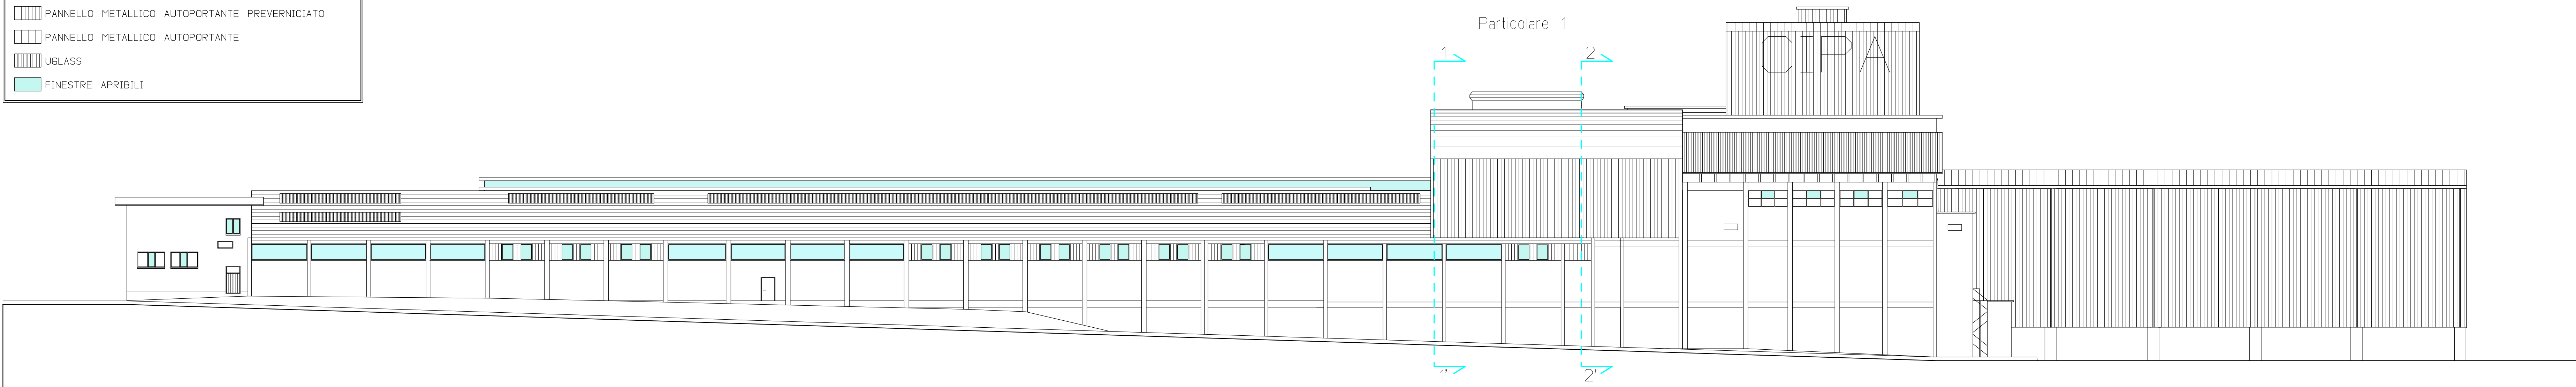 PANNELLO METALLICO AUTOPORTANTE PREVERNICIATO
PANNELLO METALLICO AUTOPORTANTE
UGLASS
FINESTRE APRIBILI
Particolare 1
1
2
CIPA
1'
2'